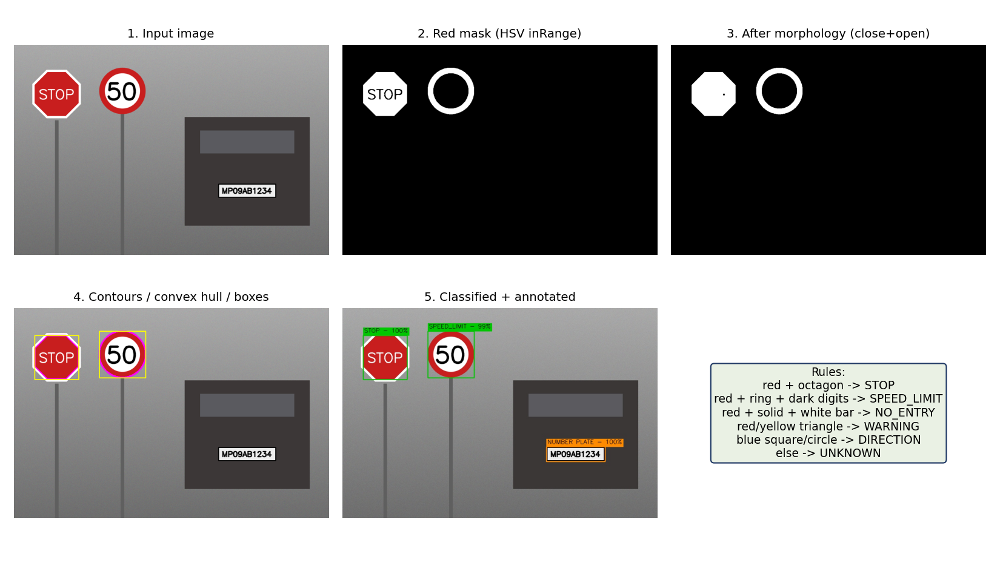 1. Input image
2. Red mask (HSV inRange)
3. After morphology (close+open)
STOP
50
MP09AB1234
STOP
4. Contours / convex hull / boxes
5. Classified + annotated
STOP
50
MP09AB1234
STOP - 100%
SPEED_LIMIT - 99%
STOP
50
NUMBER PLATE - 100%
MP09AB1234
Rules:
red + octagon -> STOP
red + ring + dark digits -> SPEED_LIMIT
red + solid + white bar -> NO_ENTRY
red/yellow triangle -> WARNING
blue square/circle -> DIRECTION
else -> UNKNOWN